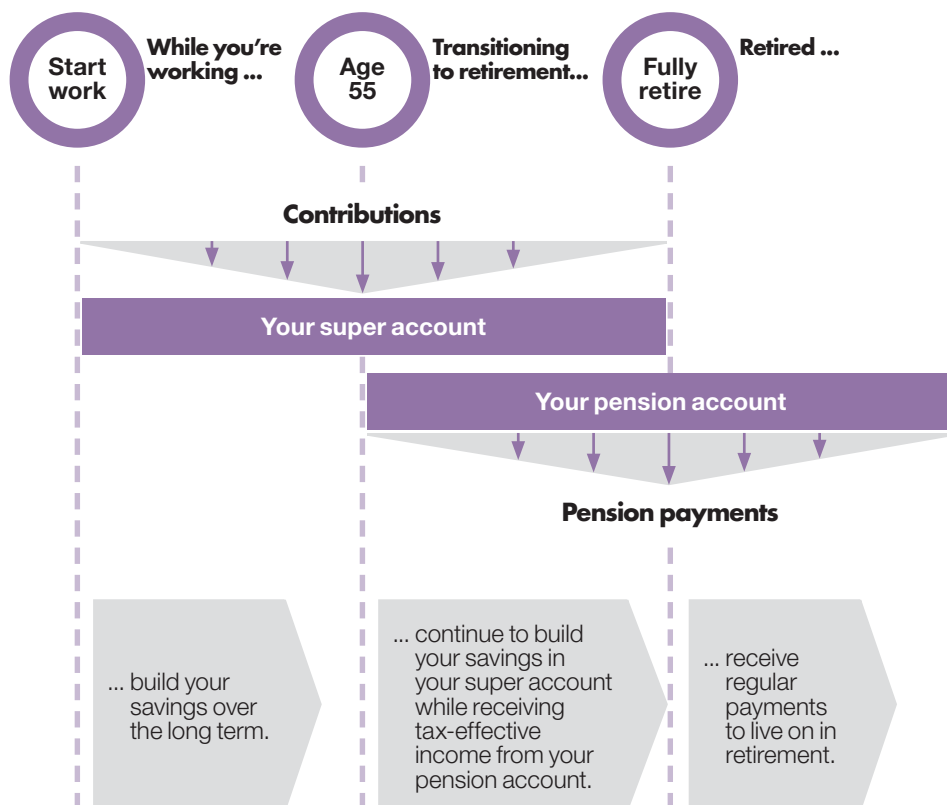 Start
work
While you're
working ...
Age
55
Transitioning
to retirement...
Fully
retire
Retired ...
Contributions
Your super account
Your pension account
Pension payments
... build your
savings over
the long term.
... continue to build
your savings in
your super account
while receiving
tax-effective
income from your
pension account.
... receive
regular
payments
to live on in
retirement.